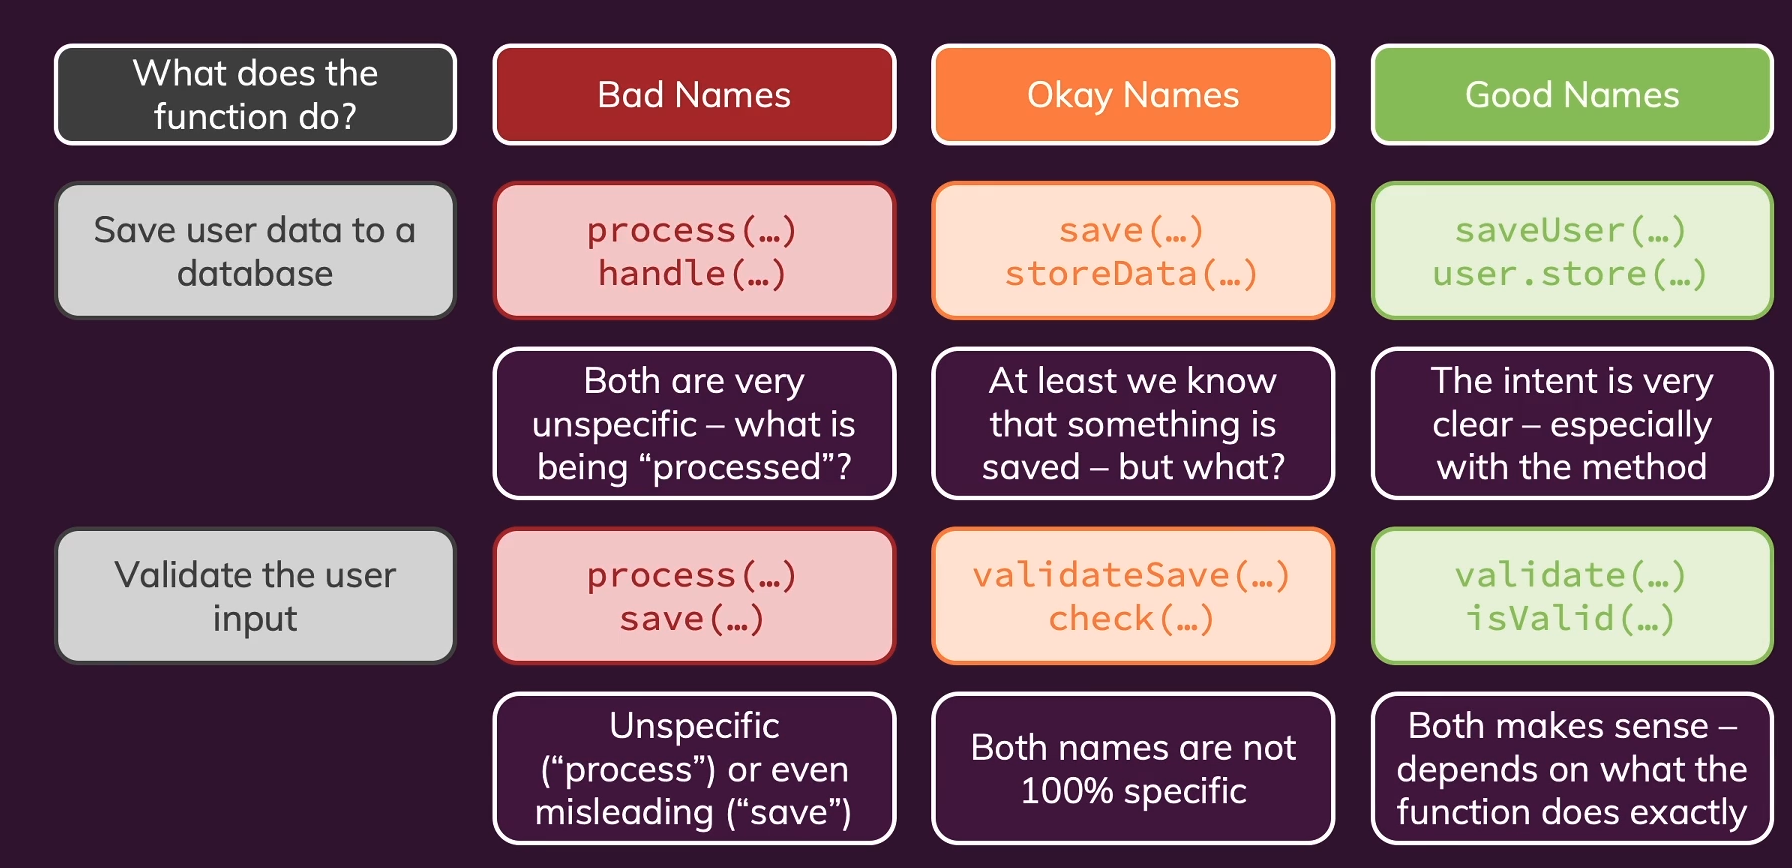 What does the
function do?
Bad Names
Okay Names
Good Names
Save user data to a
database
process(…)
handle(…)
save(…)
storeData(…)
saveUser(…)
user.store(…)
Both are very
unspecific – what is
being “processed”?
At least we know
that something is
saved – but what?
The intent is very
clear – especially
with the method
Validate the user
input
process(…)
save(…)
validateSave(…)
check(…)
validate(…)
isValid(…)
Unspecific
(“process”) or even
misleading (“save”)
Both names are not
100% specific
Both makes sense –
depends on what the
function does exactly